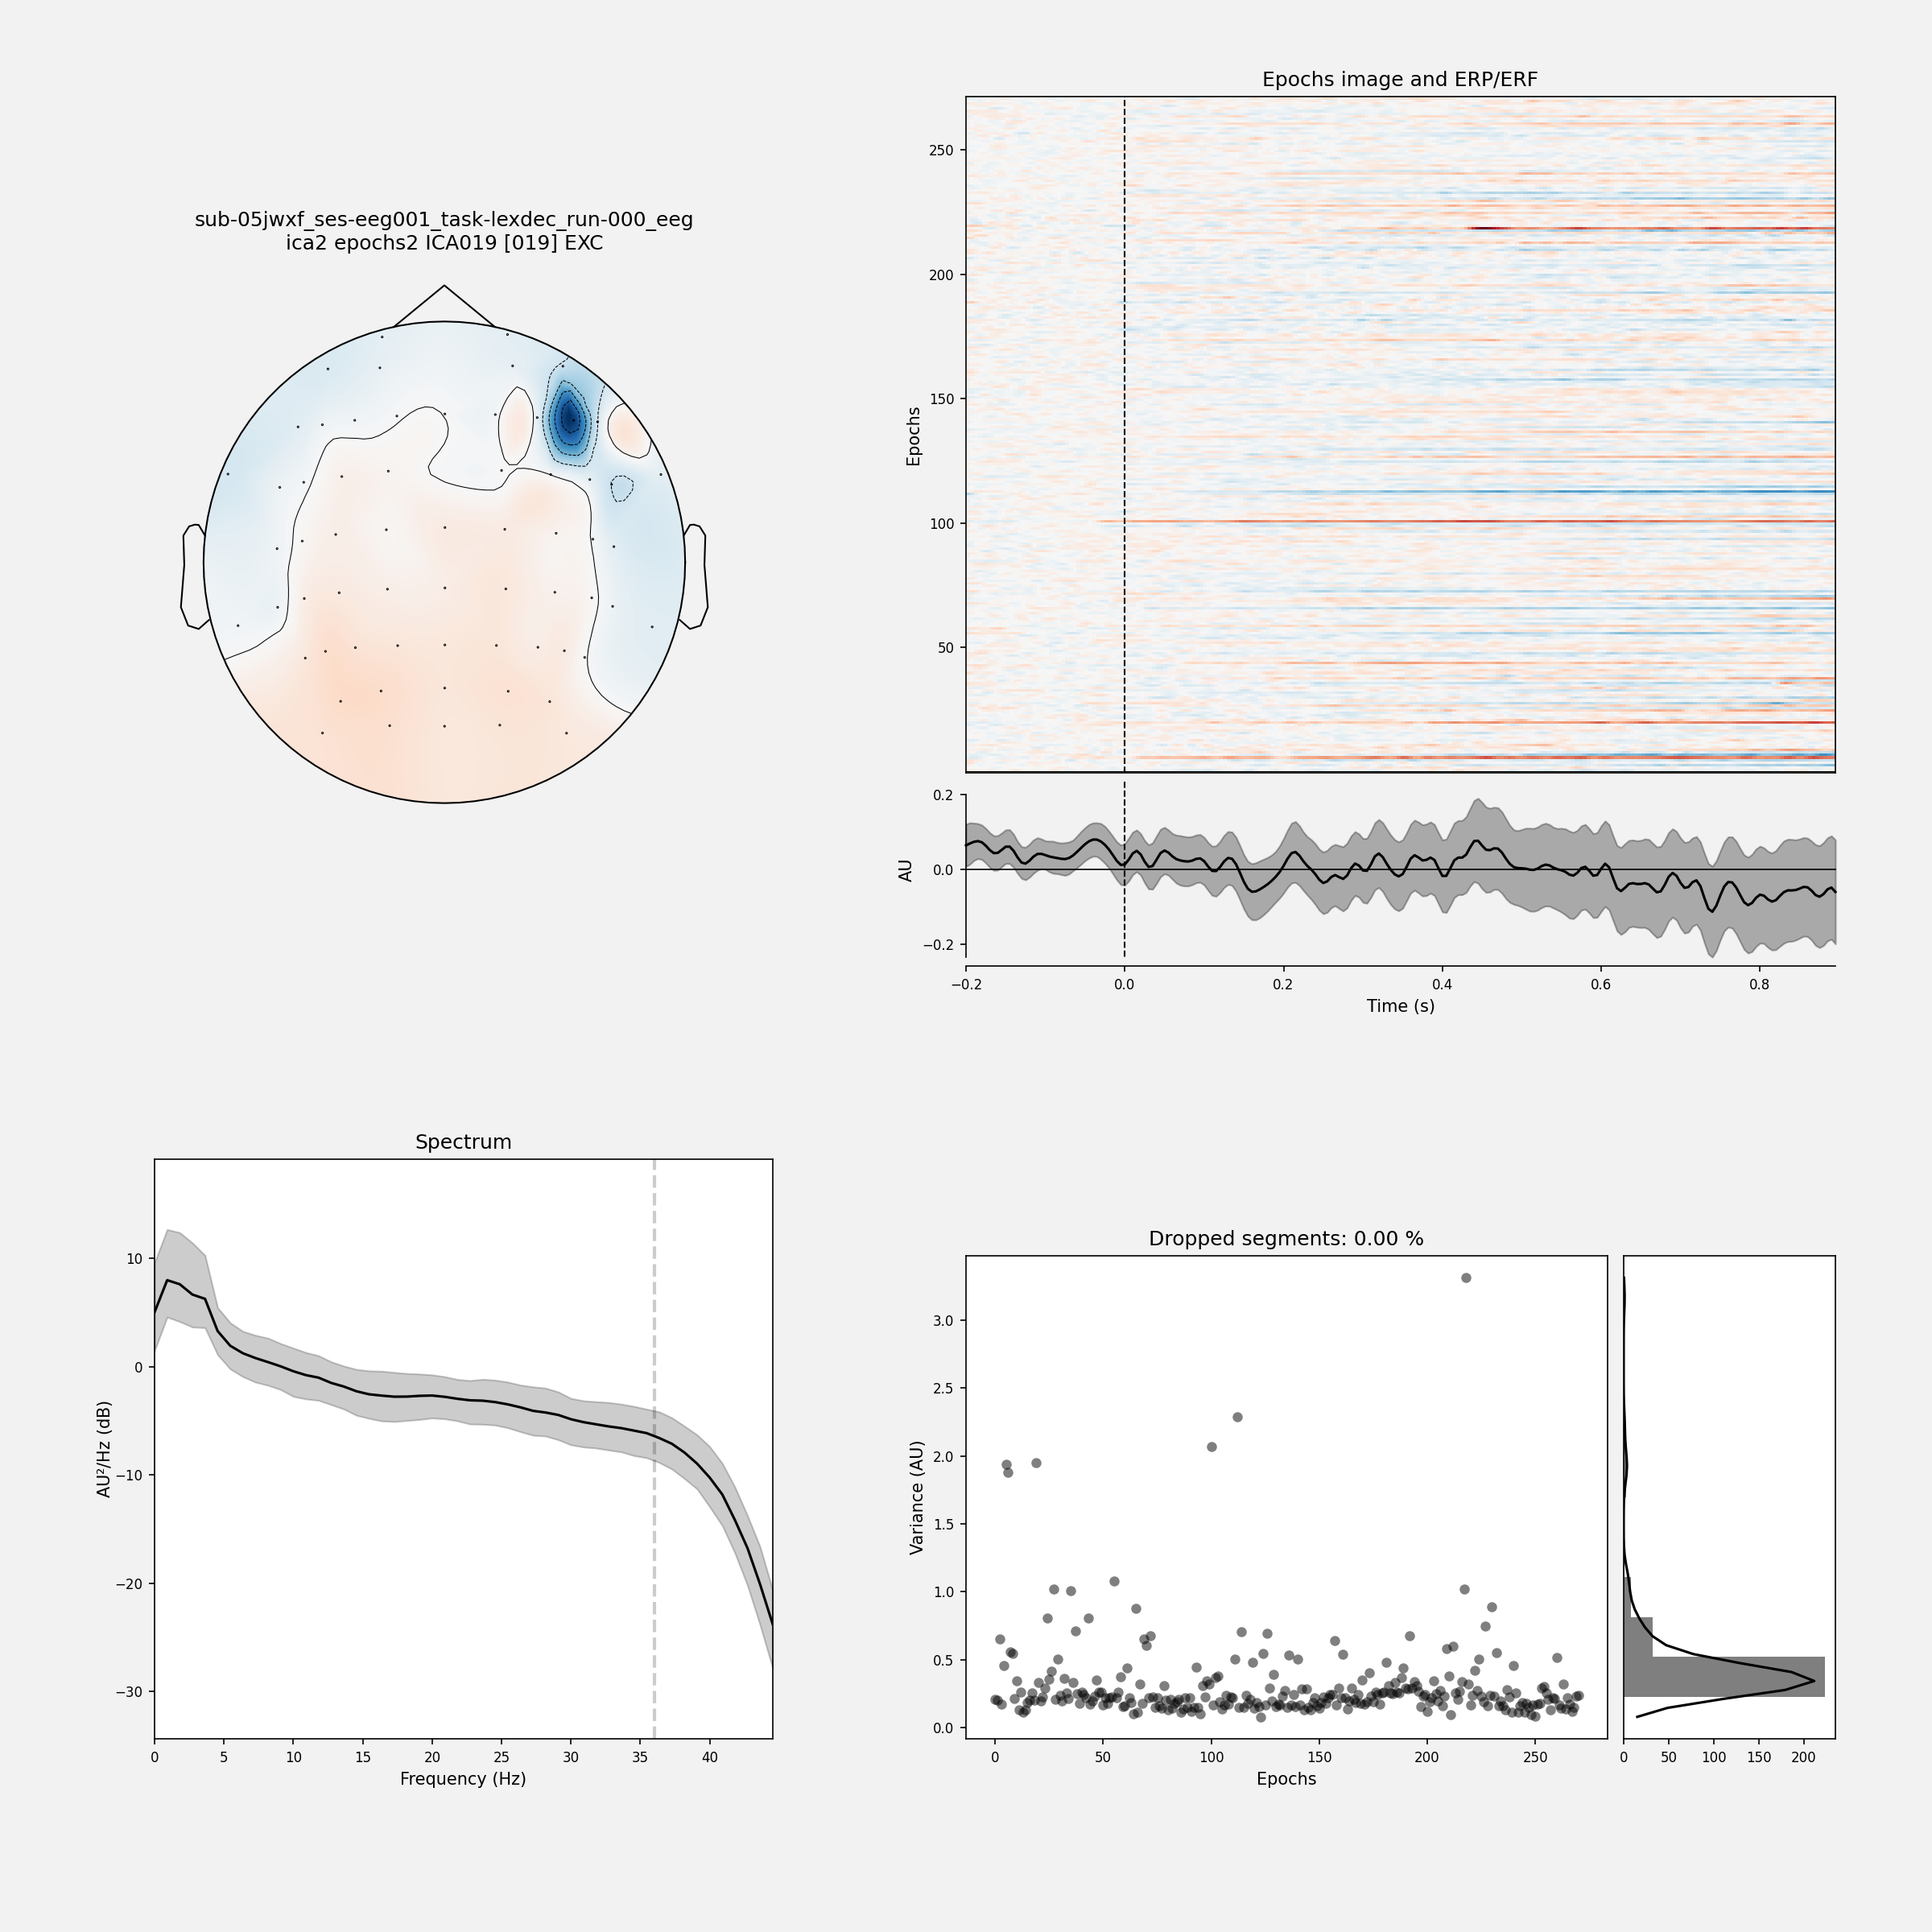 sub-05jwxf_ses-eeg001_task-lexdec_run-000_eeg
ica2 epochs2 ICA019 [019] EXC
Epochs image and ERP/ERF
Epochs
250
200
150
100
50
AU
0.2
0.0
−0.2
−0.2 0.0 0.2 0.4 0.6 0.8
Time (s)
Spectrum
AU²/Hz (dB)
10
0
−10
−20
−30
0 5 10 15 20 25 30 35 40
Frequency (Hz)
Dropped segments: 0.00 %
Variance (AU)
3.0
2.5
2.0
1.5
1.0
0.5
0.0
0 50 100 150 200 250
Epochs
0 50 100 150 200